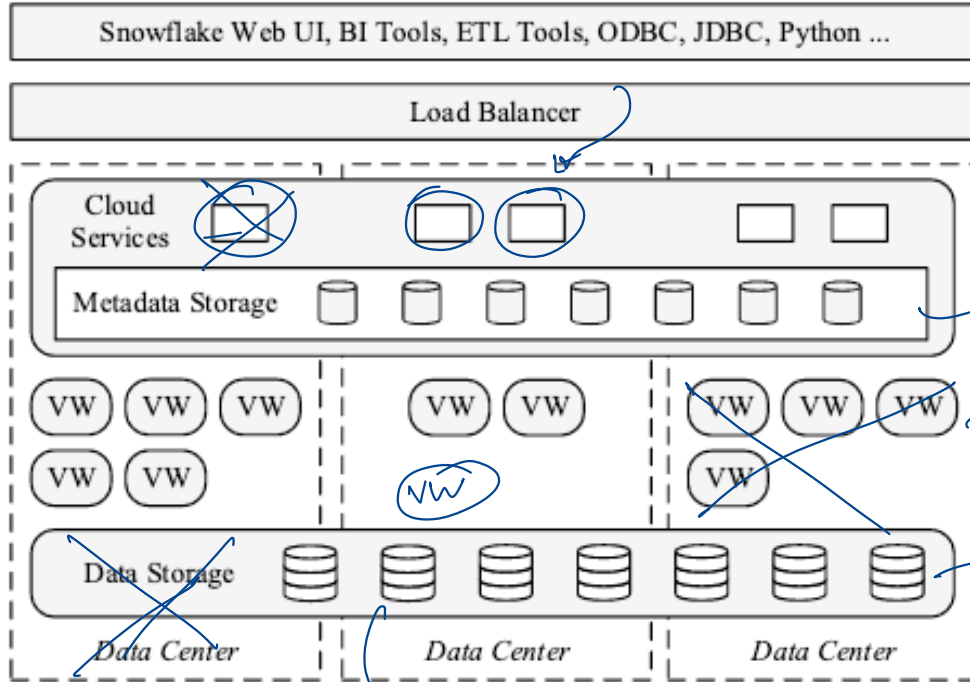 Snowflake Web UI, BI Tools, ETL Tools, ODBC, JDBC, Python ...
Load Balancer
Cloud
Services
Metadata Storage
VW VW VW VW VW VW VW VW
VW VW VW
VW
Data Storage
Data Center Data Center Data Center